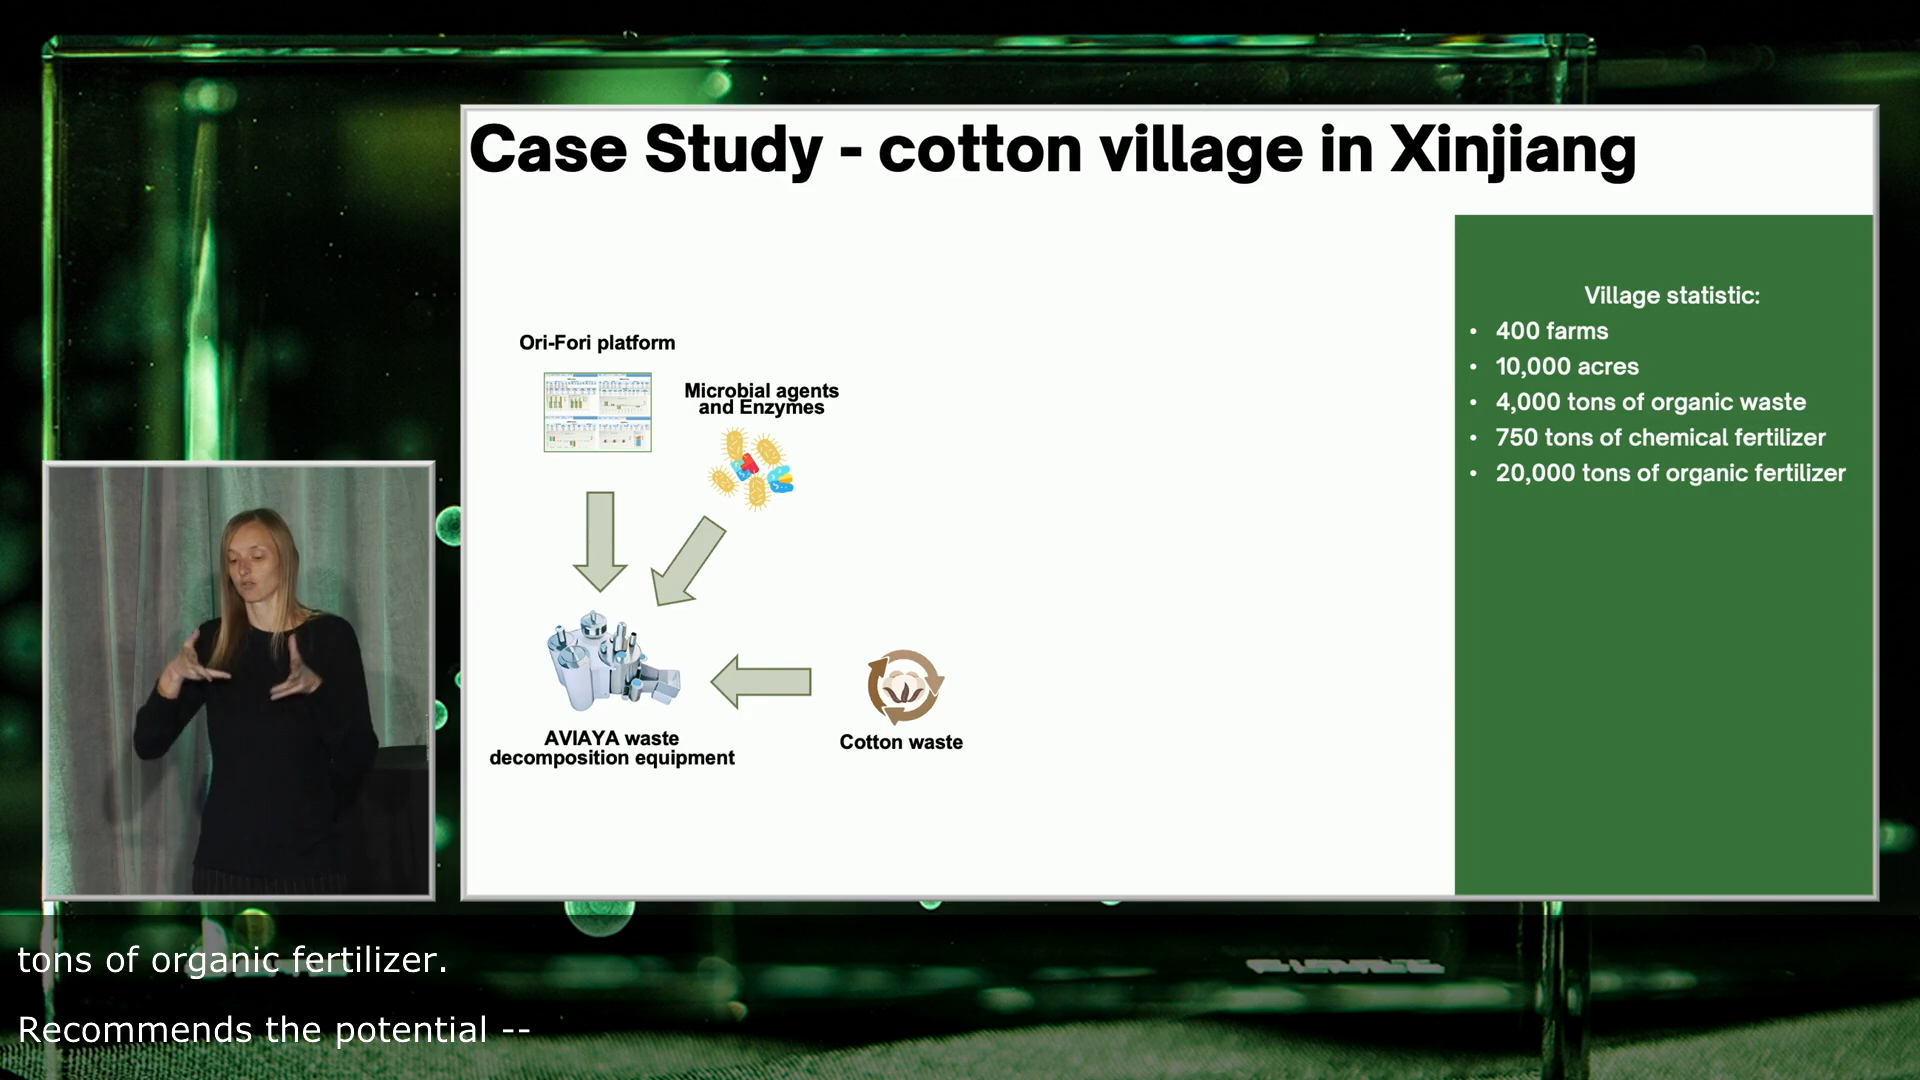 Case Study - cotton village in Xinjiang
Ori-Fori platform
Microbial agents
and Enzymes
AVIAYA waste
decomposition equipment
Cotton waste
Village statistic:
• 400 farms
• 10,000 acres
• 4,000 tons of organic waste
• 750 tons of chemical fertilizer
• 20,000 tons of organic fertilizer
tons of organic fertilizer.
Recommends the potential --